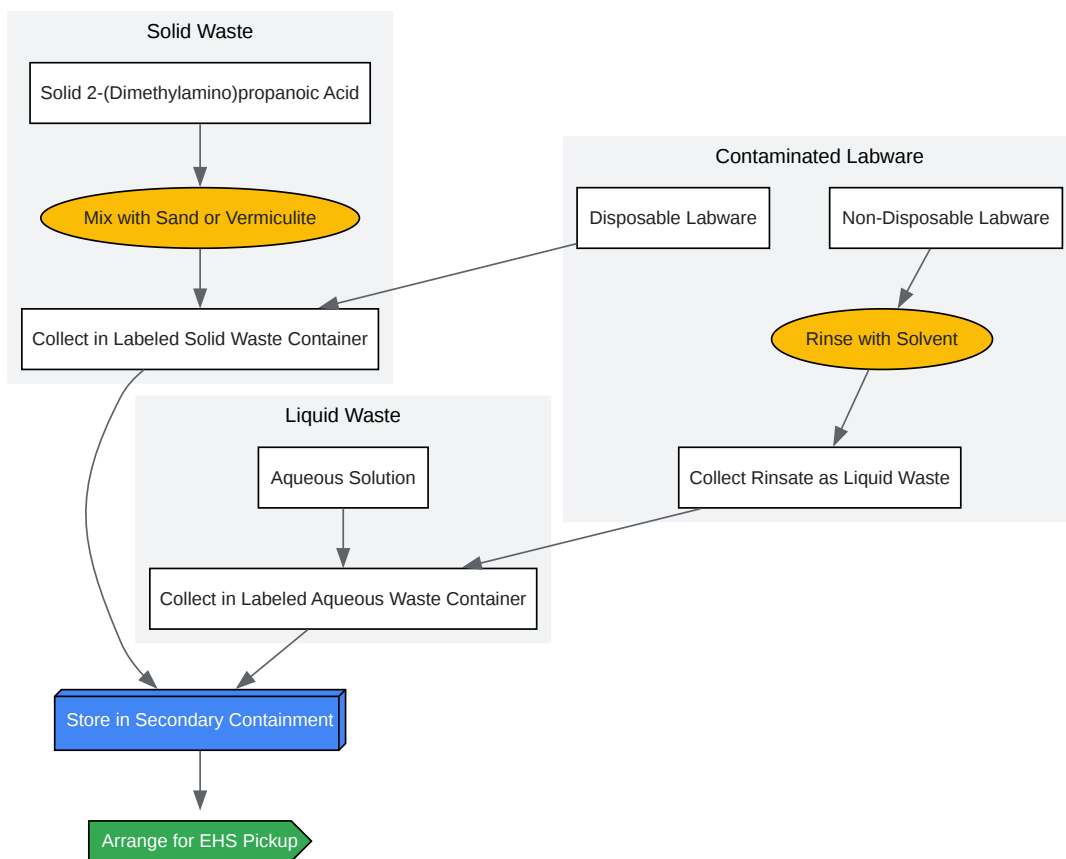 Solid Waste
Solid 2-(Dimethylamino)propanoic Acid
Mix with Sand or Vermiculite
Collect in Labeled Solid Waste Container
Contaminated Labware
Disposable Labware
Non-Disposable Labware
Rinse with Solvent
Collect Rinsate as Liquid Waste
Liquid Waste
Aqueous Solution
Collect in Labeled Aqueous Waste Container
Store in Secondary Containment
Arrange for EHS Pickup